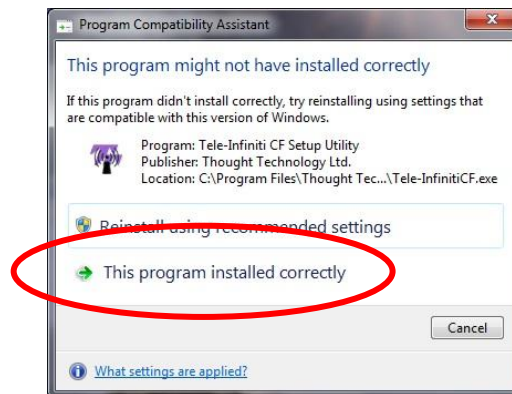 Program Compatibility Assistant
This program might not have installed correctly
If this program didn't install correctly, try reinstalling using settings that
are compatible with this version of Windows.
Program: Tele-Infiniti CF Setup Utility
Publisher: Thought Technology Ltd.
Location: C:\Program Files\Thought Tec...\Tele-InfinitiCF.exe
Reinstall using recommended settings
This program installed correctly
Cancel
What settings are applied?